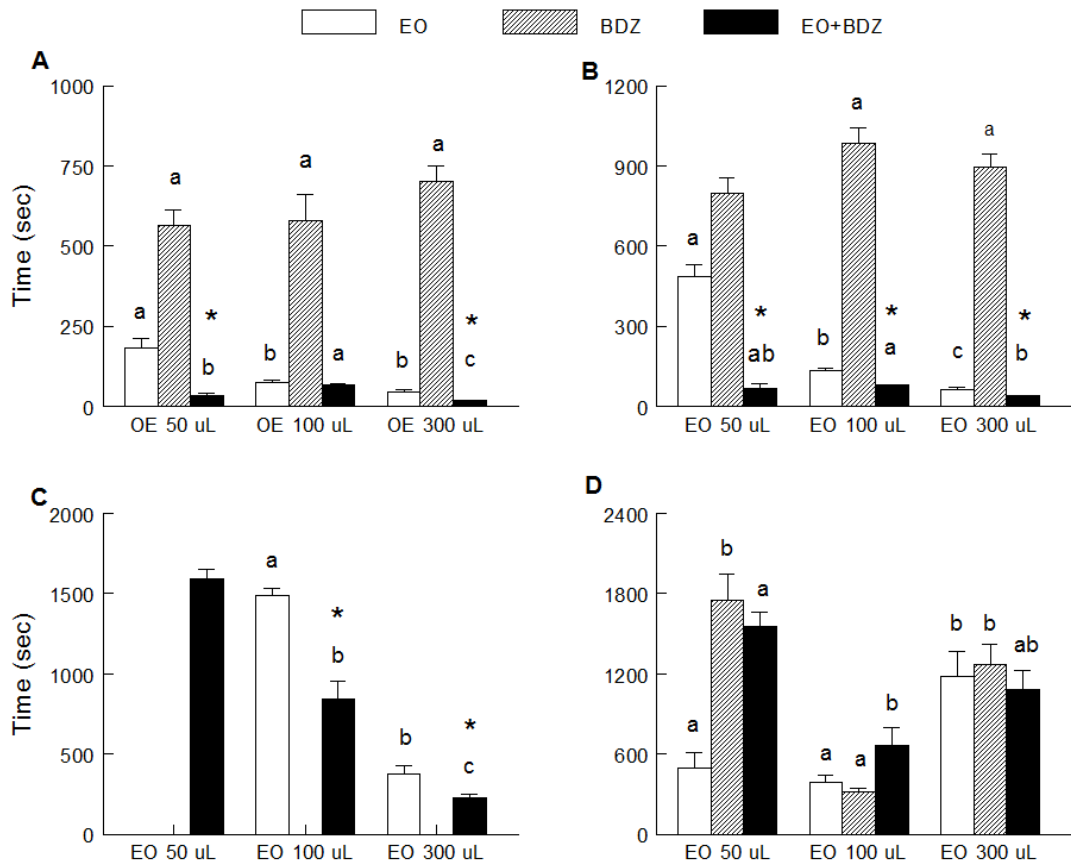 EO BDZ EO+BDZ
A
Time (sec)
1000
750
500
250
0
a a b *
b a a
b a c *
OE 50 uL OE 100 uL OE 300 uL
B
1200
900
600
300
0
a ab *
b a a *
c a b *
EO 50 uL EO 100 uL EO 300 uL
C
Time (sec)
2000
1500
1000
500
0
a b *
b c *
EO 50 uL EO 100 uL EO 300 uL
D
2400
1800
1200
600
0
a b a
a a b
b b ab
EO 50 uL EO 100 uL EO 300 uL